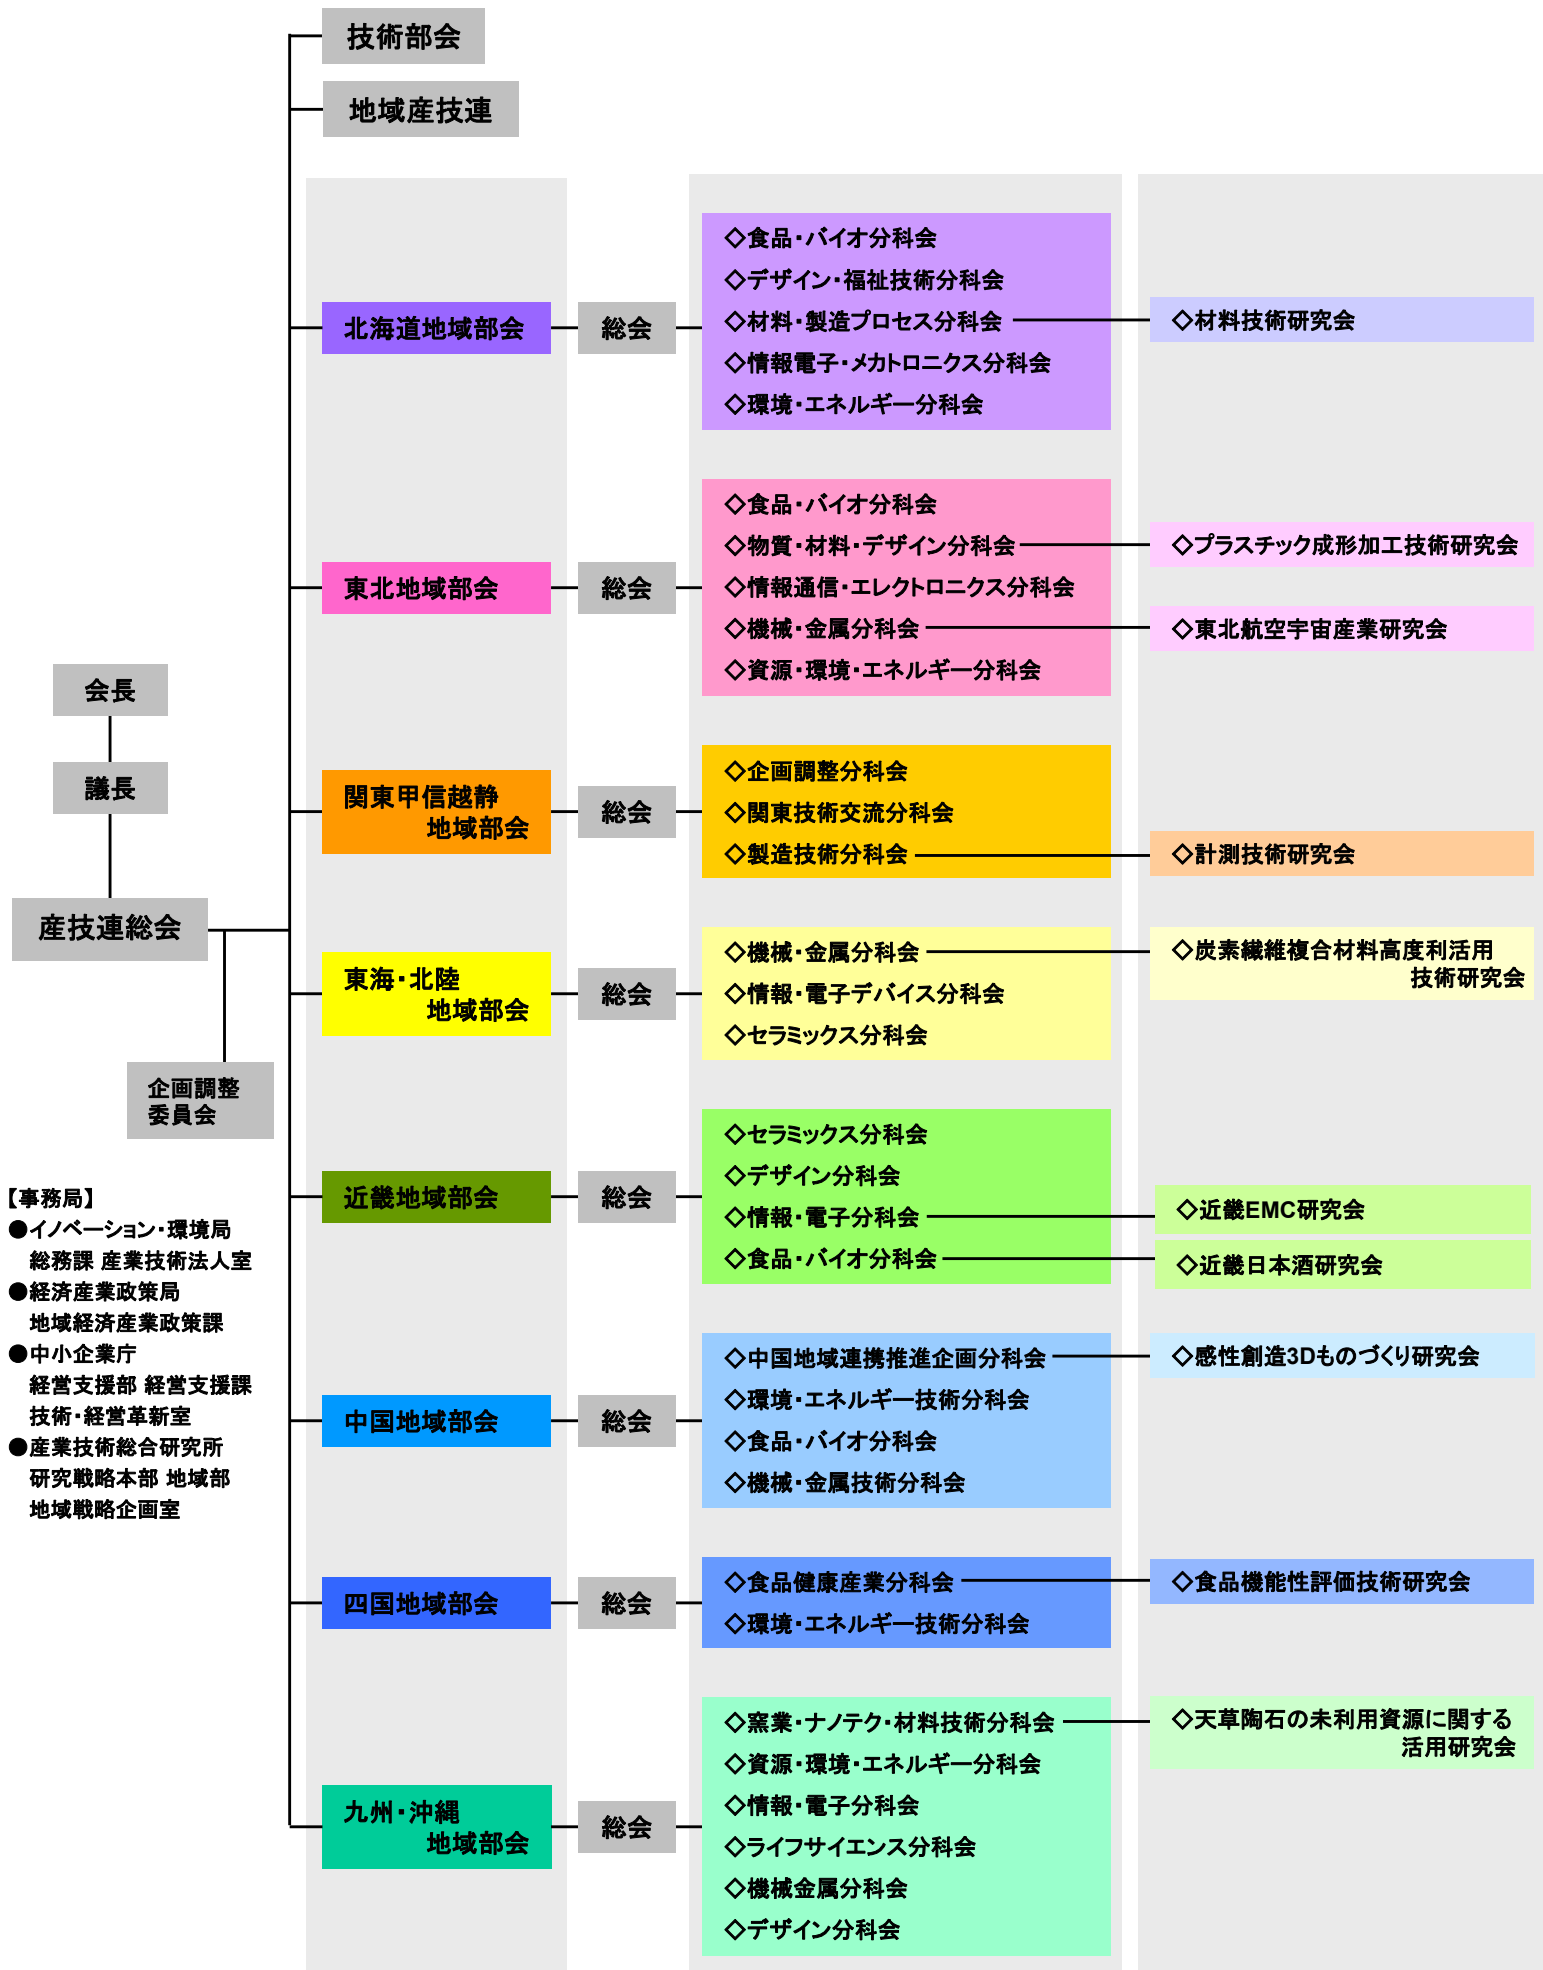 技術部会
地域産技連
会長
議長
産技連総会
企画調整
委員会
【事務局】
●イノベーション・環境局
総務課 産業技術法人室
●経済産業政策局
地域経済産業政策課
●中小企業庁
経営支援部 経営支援課
技術・経営革新室
●産業技術総合研究所
研究戦略本部 地域部
地域戦略企画室
北海道地域部会
総会
◇食品・バイオ分科会
◇デザイン・福祉技術分科会
◇材料・製造プロセス分科会
◇情報電子・メカトロニクス分科会
◇環境・エネルギー分科会
◇材料技術研究会
東北地域部会
総会
◇食品・バイオ分科会
◇物質・材料・デザイン分科会
◇情報通信・エレクトロニクス分科会
◇機械・金属分科会
◇資源・環境・エネルギー分科会
◇プラスチック成形加工技術研究会
◇東北航空宇宙産業研究会
関東甲信越静
地域部会
総会
◇企画調整分科会
◇関東技術交流分科会
◇製造技術分科会
◇計測技術研究会
東海・北陸
地域部会
総会
◇機械・金属分科会
◇情報・電子デバイス分科会
◇セラミックス分科会
◇炭素繊維複合材料高度利活用
技術研究会
近畿地域部会
総会
◇セラミックス分科会
◇デザイン分科会
◇情報・電子分科会
◇食品・バイオ分科会
◇近畿EMC研究会
◇近畿日本酒研究会
中国地域部会
総会
◇中国地域連携推進企画分科会
◇環境・エネルギー技術分科会
◇食品・バイオ分科会
◇機械・金属技術分科会
◇感性創造3Dものづくり研究会
四国地域部会
総会
◇食品健康産業分科会
◇環境・エネルギー技術分科会
◇食品機能性評価技術研究会
九州・沖縄
地域部会
総会
◇窯業・ナノテク・材料技術分科会
◇資源・環境・エネルギー分科会
◇情報・電子分科会
◇ライフサイエンス分科会
◇機械金属分科会
◇デザイン分科会
◇天草陶石の未利用資源に関する
活用研究会